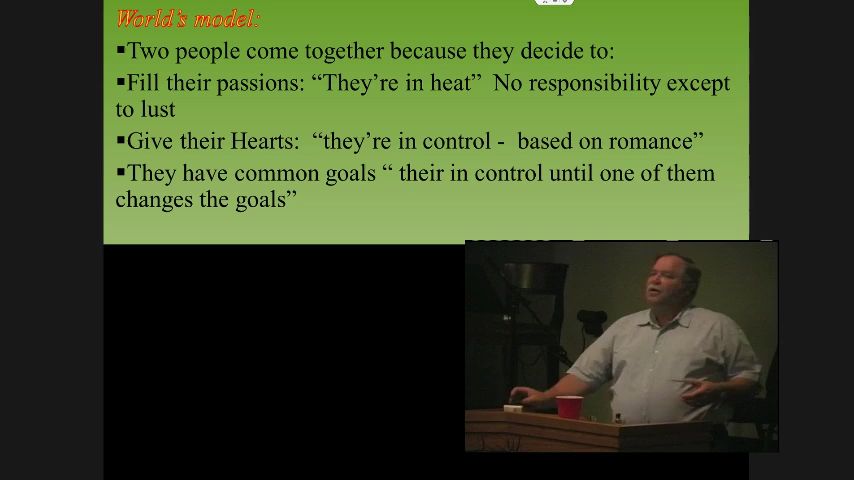 World's model:
▪Two people come together because they decide to:
▪Fill their passions: “They’re in heat”  No responsibility except
to lust
▪Give their Hearts:  “they’re in control -  based on romance”
▪They have common goals “ their in control until one of them
changes the goals”